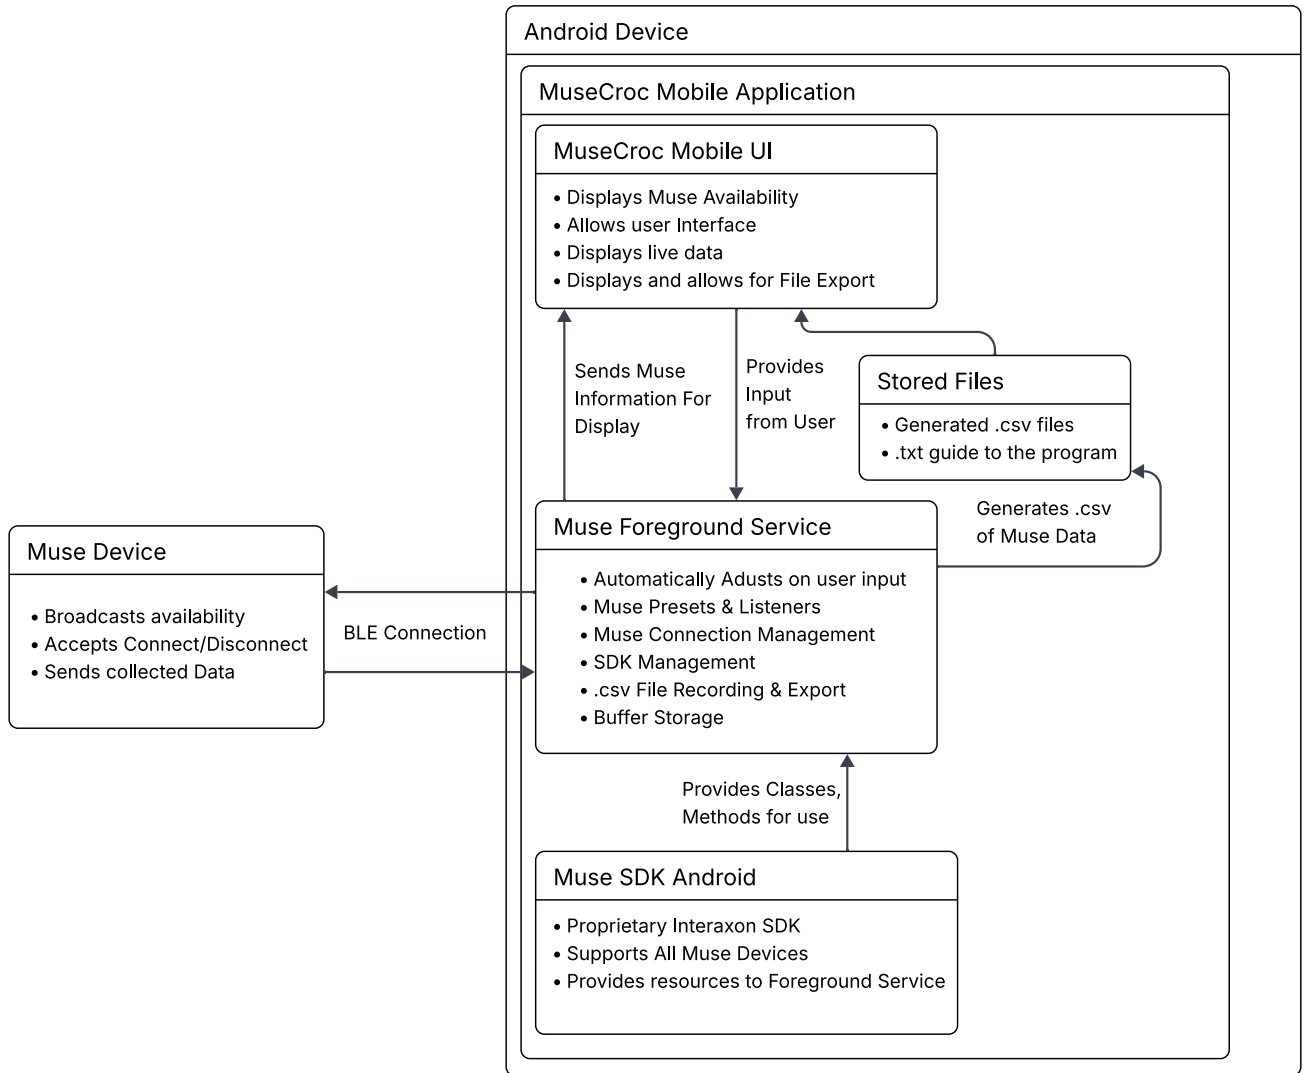 Android Device
MuseCroc Mobile Application
MuseCroc Mobile UI
• Displays Muse Availability
• Allows user Interface
• Displays live data
• Displays and allows for File Export
Sends Muse
Information For
Display
Provides
Input
from User
Stored Files
• Generated .csv files
• .txt guide to the program
Generates .csv
of Muse Data
Muse Device
• Broadcasts availability
• Accepts Connect/Disconnect
• Sends collected Data
BLE Connection
Muse Foreground Service
• Automatically Adusts on user input
• Muse Presets & Listeners
• Muse Connection Management
• SDK Management
• .csv File Recording & Export
• Buffer Storage
Provides Classes,
Methods for use
Muse SDK Android
• Proprietary Interaxon SDK
• Supports All Muse Devices
• Provides resources to Foreground Service